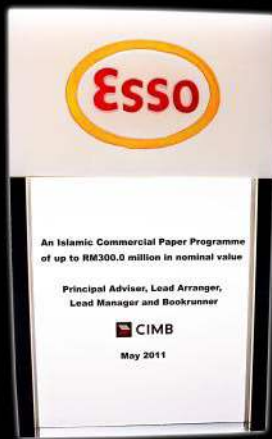 Esso
An Islamic Commercial Paper Programme
of up to RM300.0 million in nominal value
Principal Adviser, Lead Arranger,
Lead Manager and Bookrunner
CIMB
May 2011